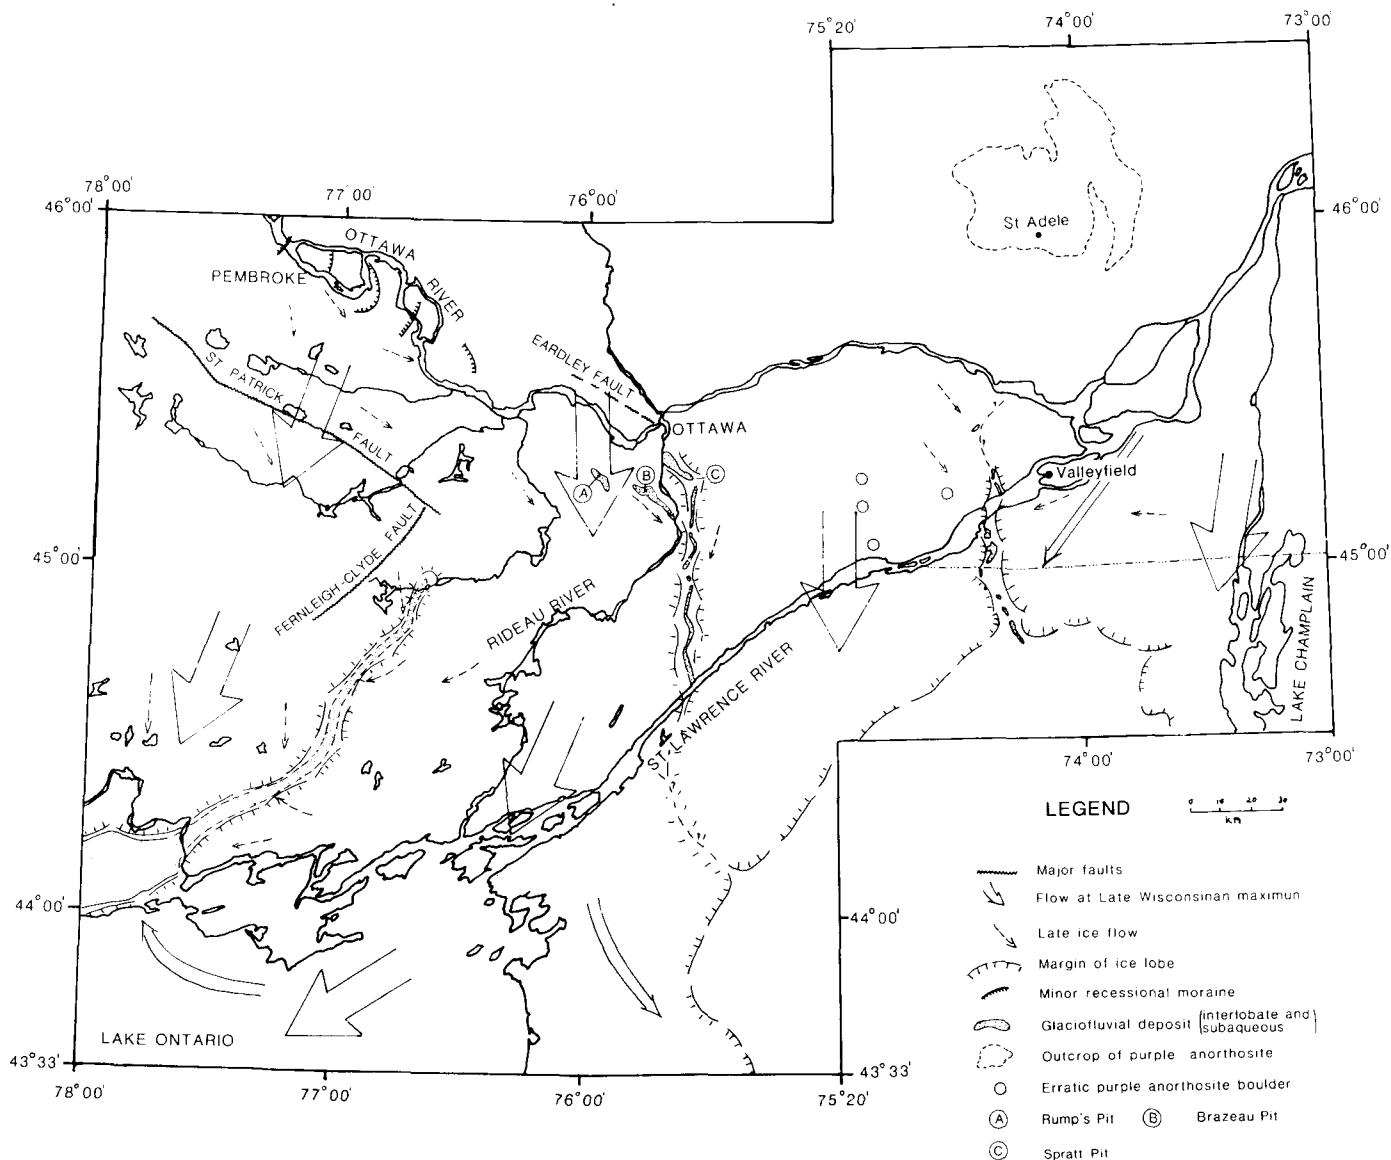 75°20'
74°00'
73°00'
78°00'
77°00'
76°00'
46°00'
46°00'
St Adele
OTTAWA
RIVER
PEMBROKE
EARDLEY FAULT
ST PATRICK
FAULT
OTTAWA
A
B
C
Valleyfield
45°00'
45°00'
FERNLEIGH-CLYDE FAULT
RIDEAU RIVER
ST LAWRENCE RIVER
LAKE CHAMPLAIN
74°00'
73°00'
LEGEND
0 10 20 30
km
Major faults
Flow at Late Wisconsinan maximun
44°00'
44°00'
Late ice flow
Margin of ice lobe
Minor recessional moraine
Glaciofluvial deposit (interlobate and
subaqueous)
LAKE ONTARIO
Outcrop of purple anorthosite
43°33'
43°33'
Erratic purple anorthosite boulder
78°00'
77°00'
76°00'
75°20'
A Rump's Pit B Brazeau Pit
C Spratt Pit